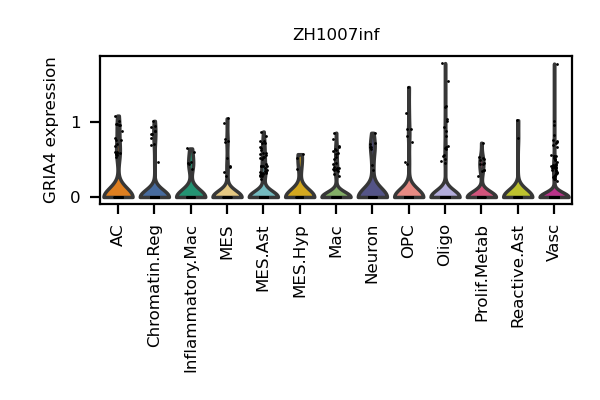 ZH1007inf
GRIA4 expression
1
0
AC
Chromatin.Reg
Inflammatory.Mac
MES
MES.Ast
MES.Hyp
Mac
Neuron
OPC
Oligo
Prolif.Metab
Reactive.Ast
Vasc